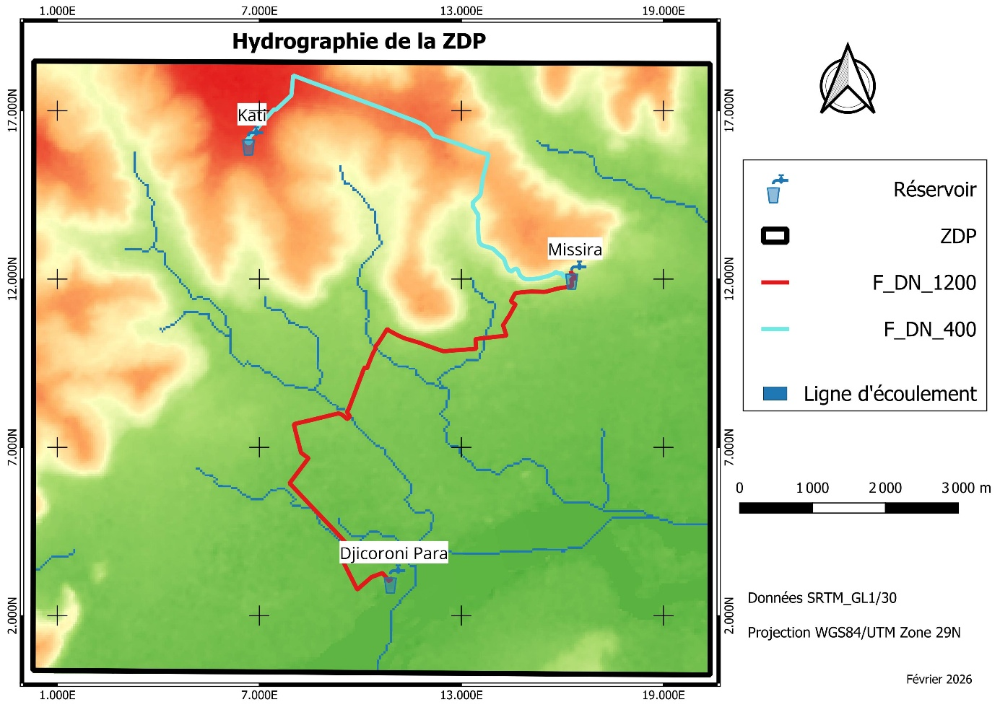 1.000E 7.000E 13.000E 19.000E
Hydrographie de la ZDP
17.000N
12.000N
7.000N
2.000N
Kati
Missira
Djicoroni Para
17.000N
12.000N
7.000N
2.000N
1.000E 7.000E 13.000E 19.000E
Réservoir
ZDP
F_DN_1200
F_DN_400
Ligne d'écoulement
0 1 000 2 000 3 000 m
Données SRTM_GL1/30
Projection WGS84/UTM Zone 29N
Février 2026